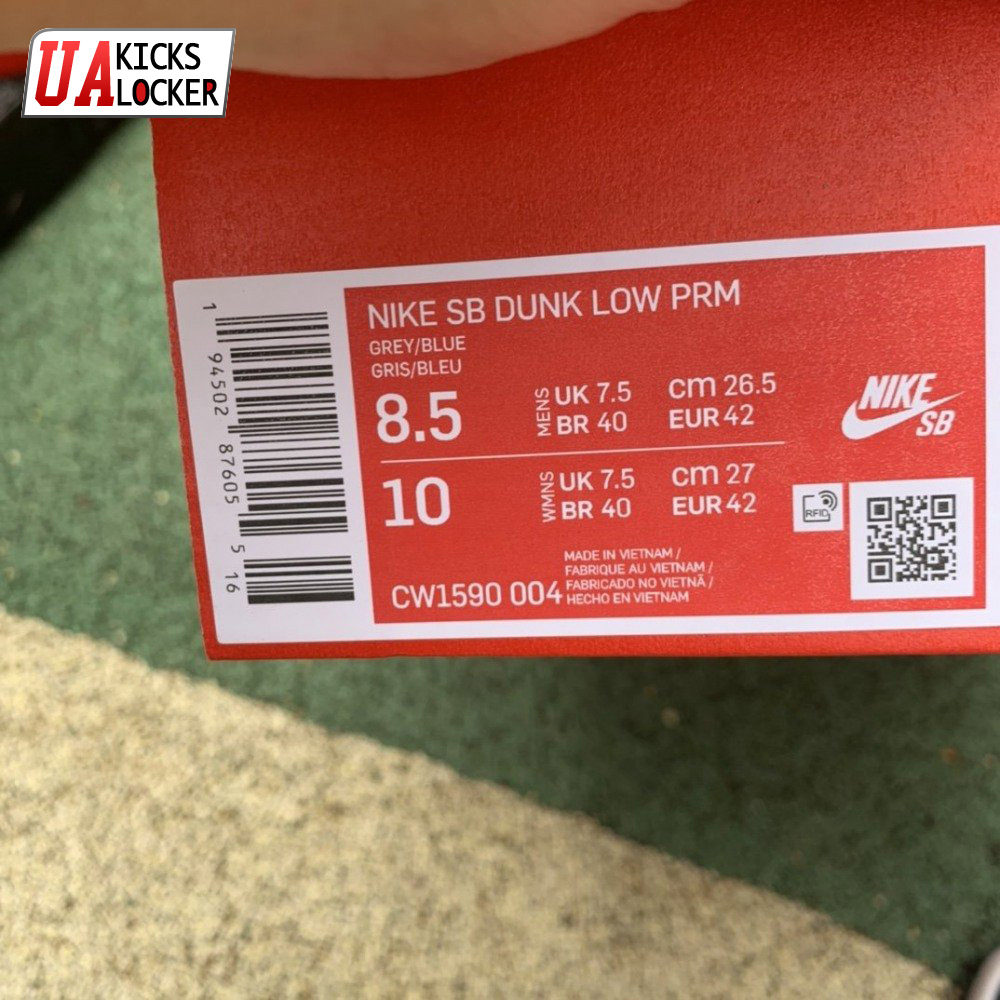 UA KICKS
LOCKER
NIKE SB DUNK LOW PRM
GREY/BLUE
GRIS/BLEU
8.5 MENS UK 7.5 cm 26.5
BR 40 EUR 42
10 WMNS UK 7.5 cm 27
BR 40 EUR 42
NIKE
SB
RFID
CW1590 004
MADE IN VIETNAM /
FABRIQUE AU VIETNAM /
FABRICADO NO VIETNÃ /
HECHO EN VIETNAM
1 94502 87605 5 16